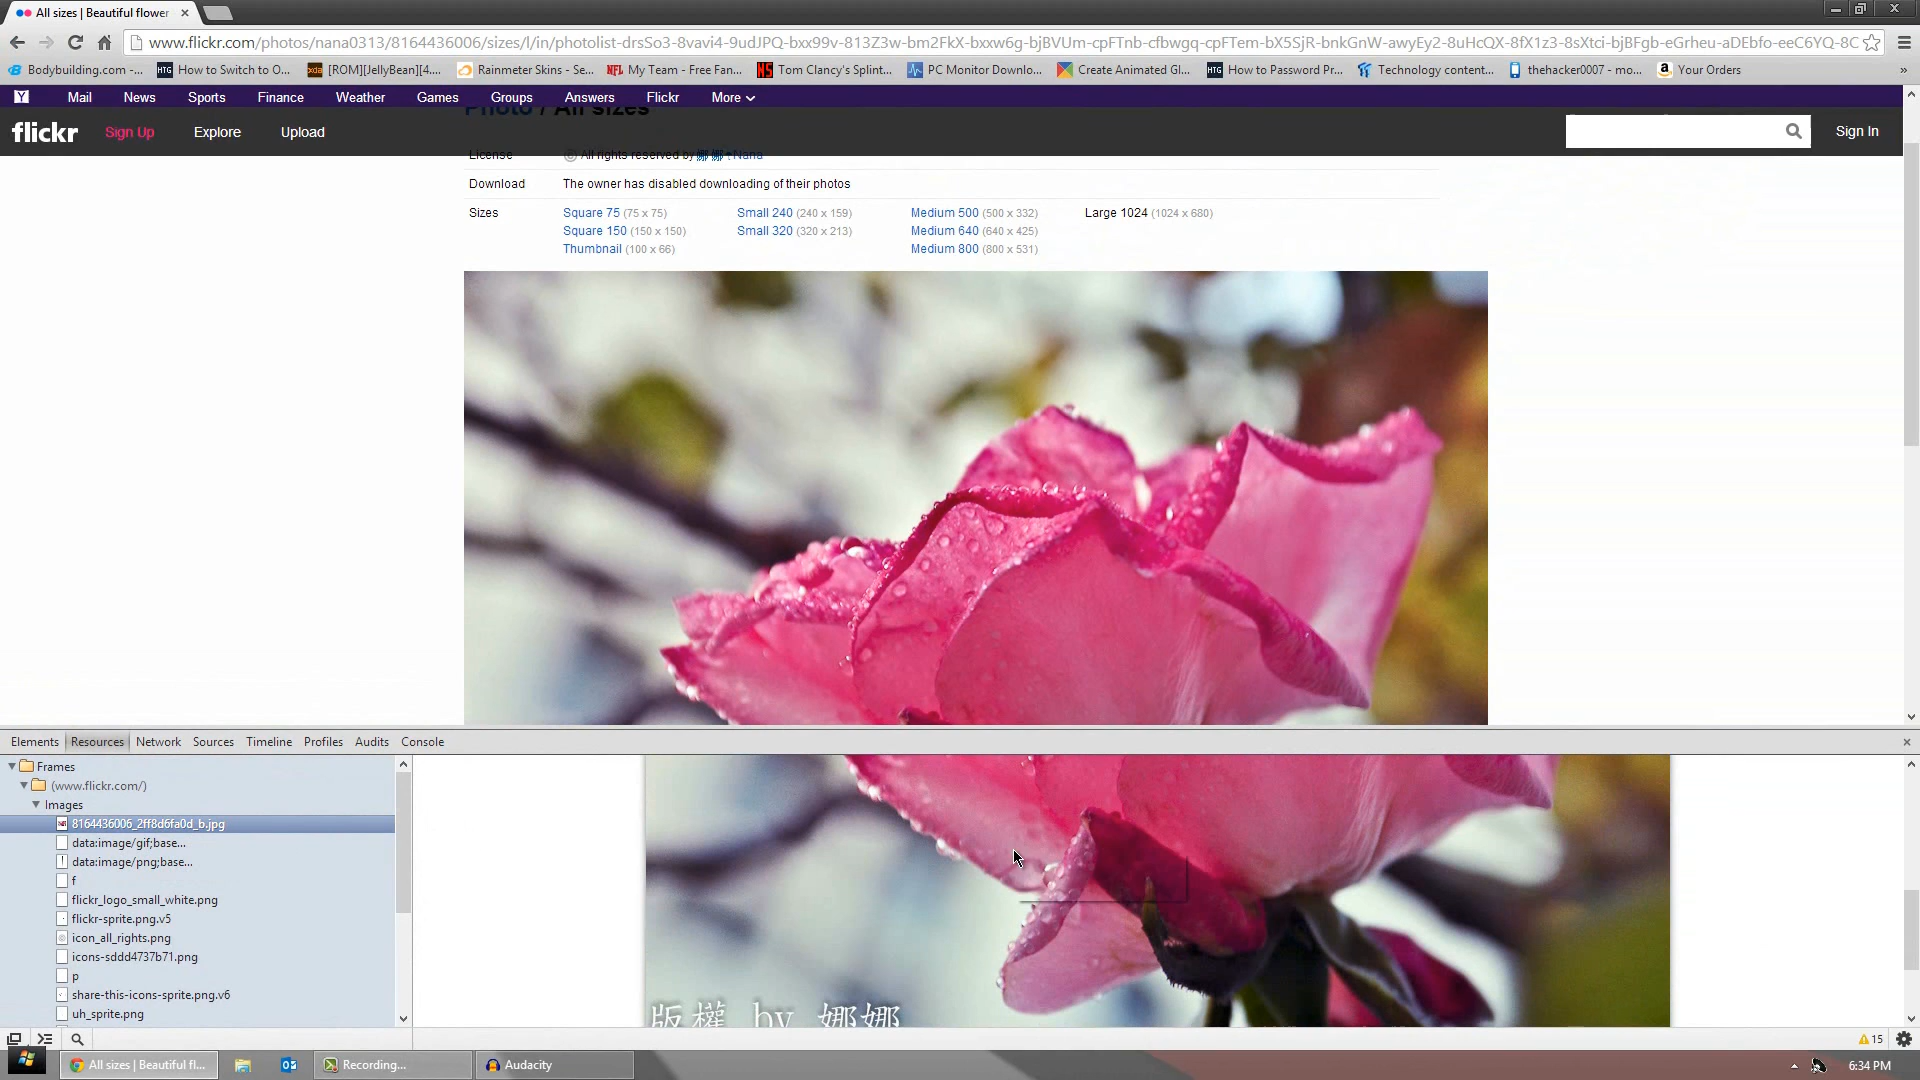 All sizes | Beautiful flower
www.flickr.com/photos/nana0313/8164436006/sizes/l/in/photolist-drsSo3-8vavi4-9udJPQ-bxx99v-813Z3w-bm2FkX-bxxw6g-bjBVUm-cpFTnb-cfbwgq-cpFTem-bX5SjR-bnkGnW-awyEy2-8uHcQX-8fX1z3-8sXtci-bjBFgb-eGrheu-aDEbfo-eeC6YQ-8C
Bodybuilding.com -... How to Switch to O... [ROM][JellyBean][4.... Rainmeter Skins - Se... My Team - Free Fan... Tom Clancy's Splint... PC Monitor Downlo... Create Animated Gl... How to Password Pr... Technology content... thehacker0007 - mo... Your Orders »
Y Mail News Sports Finance Weather Games Groups Answers Flickr More
Photo / All sizes
flickr Sign Up Explore Upload Sign In
License © All rights reserved by 娜娜↑Nana
Download The owner has disabled downloading of their photos
Sizes Square 75 (75 x 75) Small 240 (240 x 159) Medium 500 (500 x 332) Large 1024 (1024 x 680)
Square 150 (150 x 150) Small 320 (320 x 213) Medium 640 (640 x 425)
Thumbnail (100 x 66) Medium 800 (800 x 531)
Elements Resources Network Sources Timeline Profiles Audits Console
Frames
(www.flickr.com/)
Images
8164436006_2ff8d6fa0d_b.jpg
data:image/gif;base...
data:image/png;base...
f
flickr_logo_small_white.png
flickr-sprite.png.v5
icon_all_rights.png
icons-sddd4737b71.png
p
share-this-icons-sprite.png.v6
uh_sprite.png
版權 by 娜娜
15
All sizes | Beautiful fl... Recording... Audacity 6:34 PM